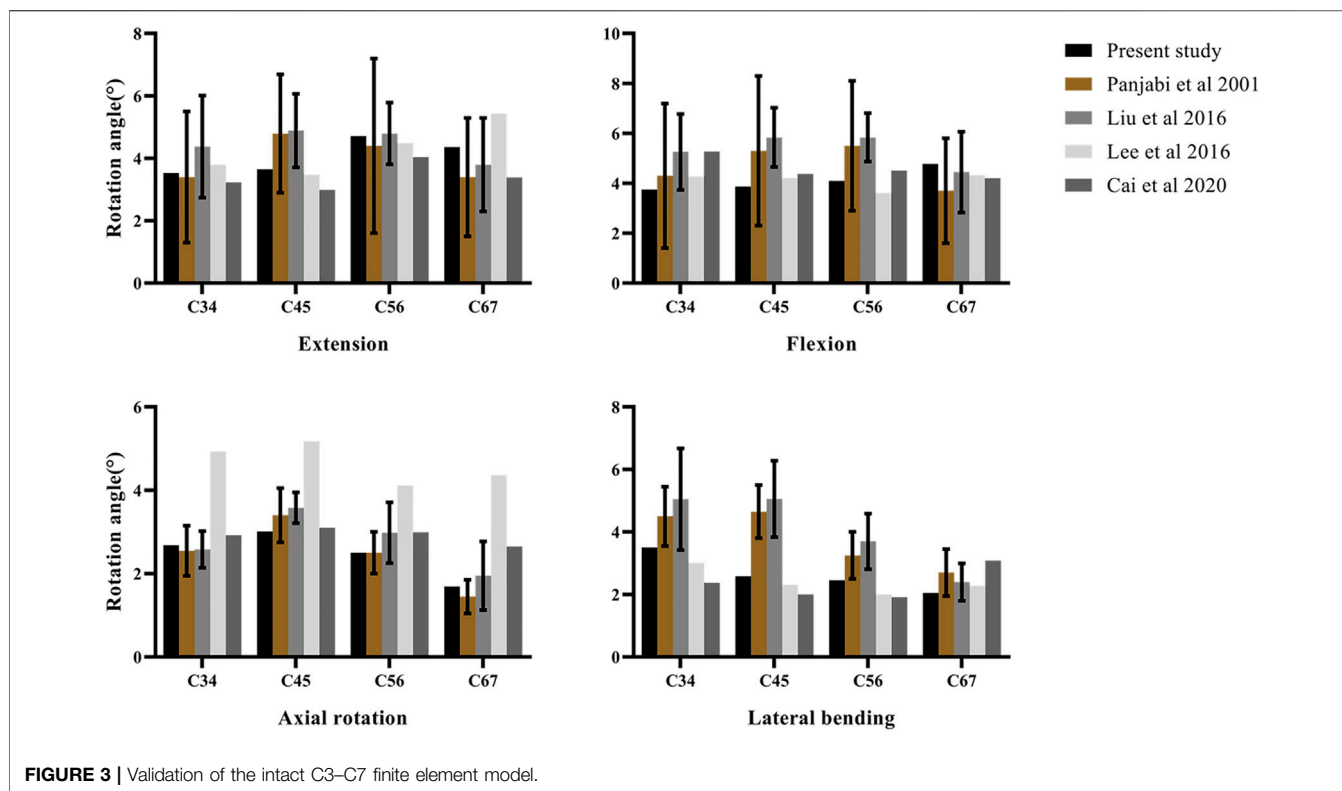 8
6
4
2
0
Rotation angle(°)
C34 C45 C56 C67
Extension
10
8
6
4
2
0
C34 C45 C56 C67
Flexion
Present study
Panjabi et al 2001
Liu et al 2016
Lee et al 2016
Cai et al 2020
6
4
2
0
Rotation angle(°)
C34 C45 C56 C67
Axial rotation
8
6
4
2
0
C34 C45 C56 C67
Lateral bending
FIGURE 3 | Validation of the intact C3–C7 finite element model.